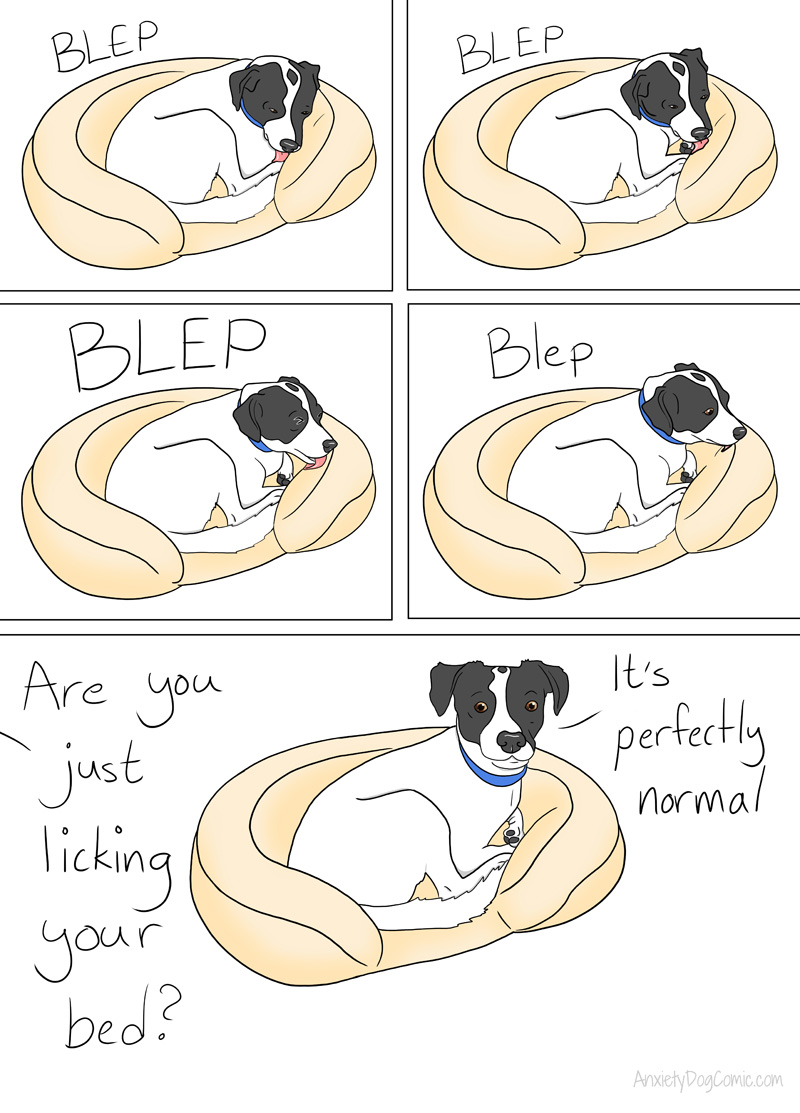 BLEP
BLEP
BLEP
Blep
Are you
just
licking
your
bed?
It's
perfectly
normal
AnxietyDogComic.com